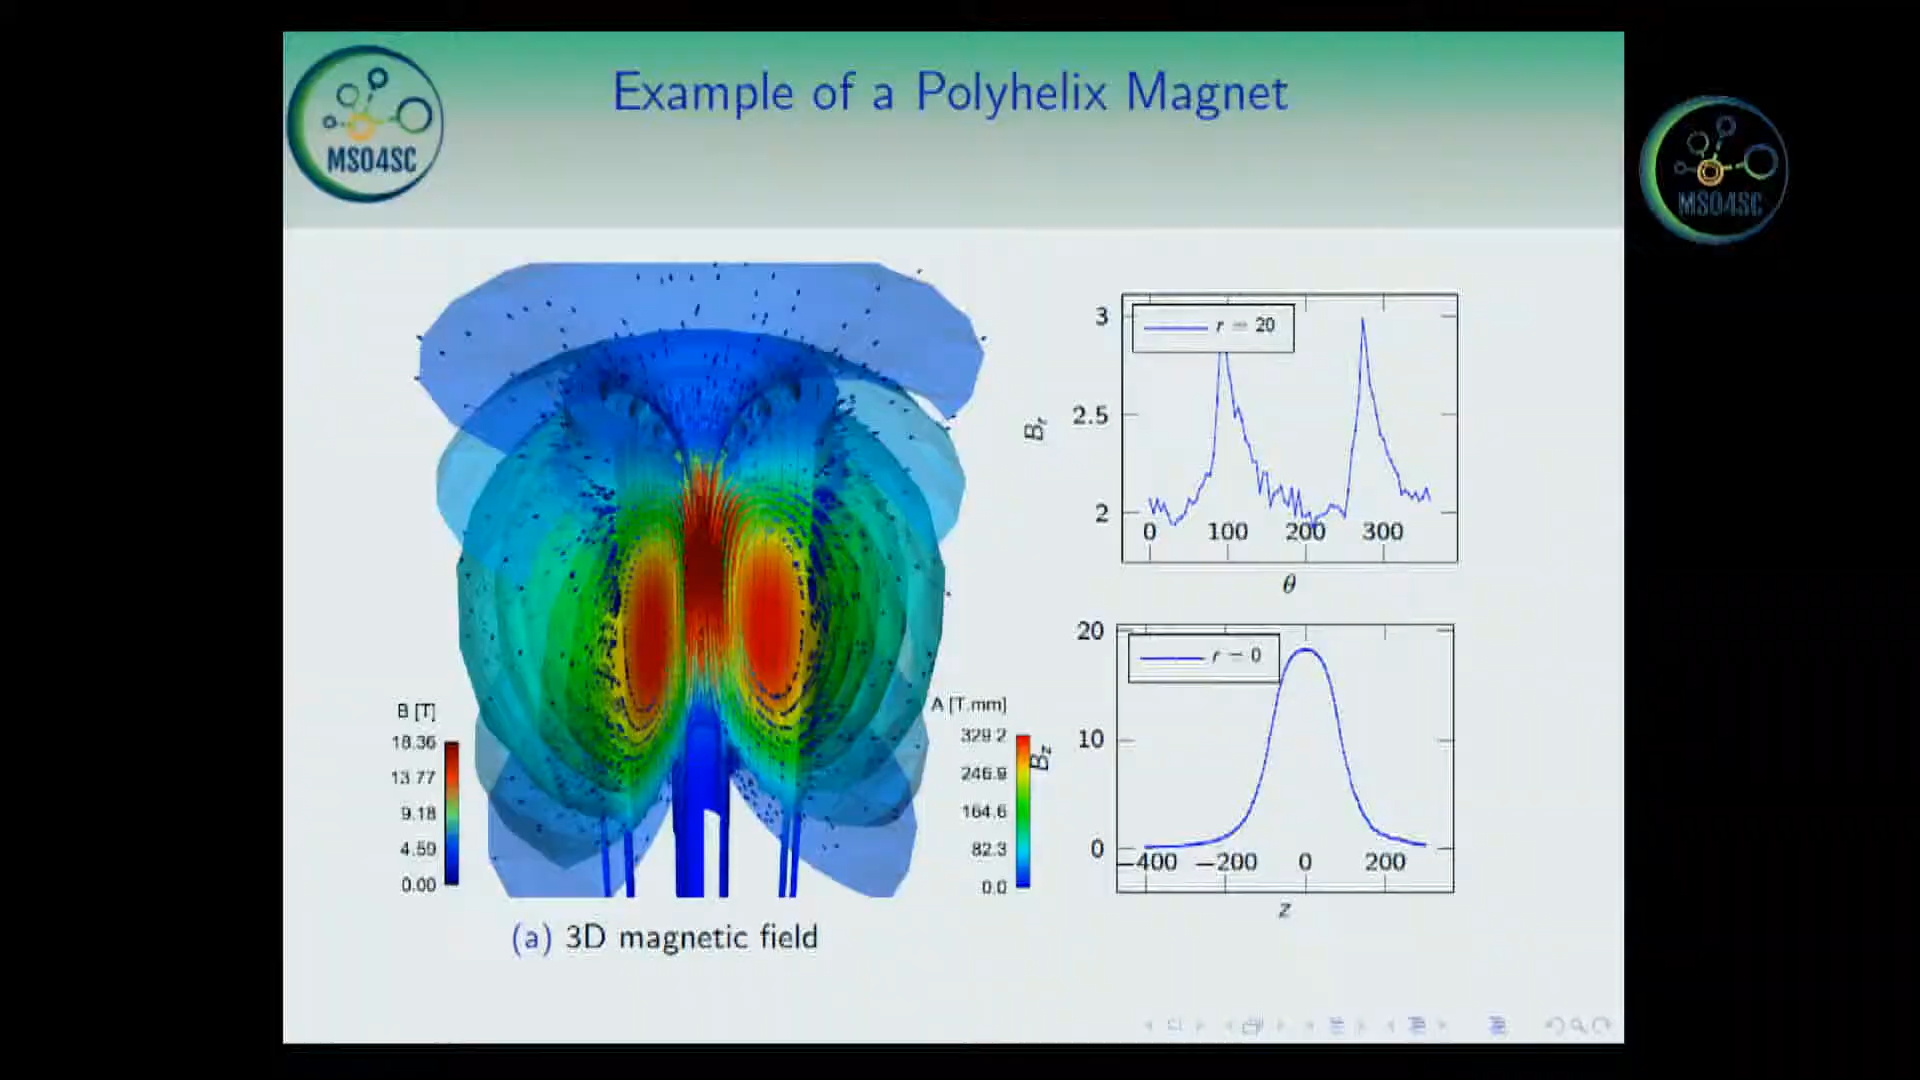 Example of a Polyhelix Magnet
MSO4SC
MSO4SC
B [T]
18.36
13.77
9.18
4.59
0.00
A [T.mm]
329.2
246.9
164.6
82.3
0.0
(a) 3D magnetic field
r = 20
3
2.5
2
Br
0 100 200 300
θ
r = 0
20
10
0
Bz
−400 −200 0 200
z